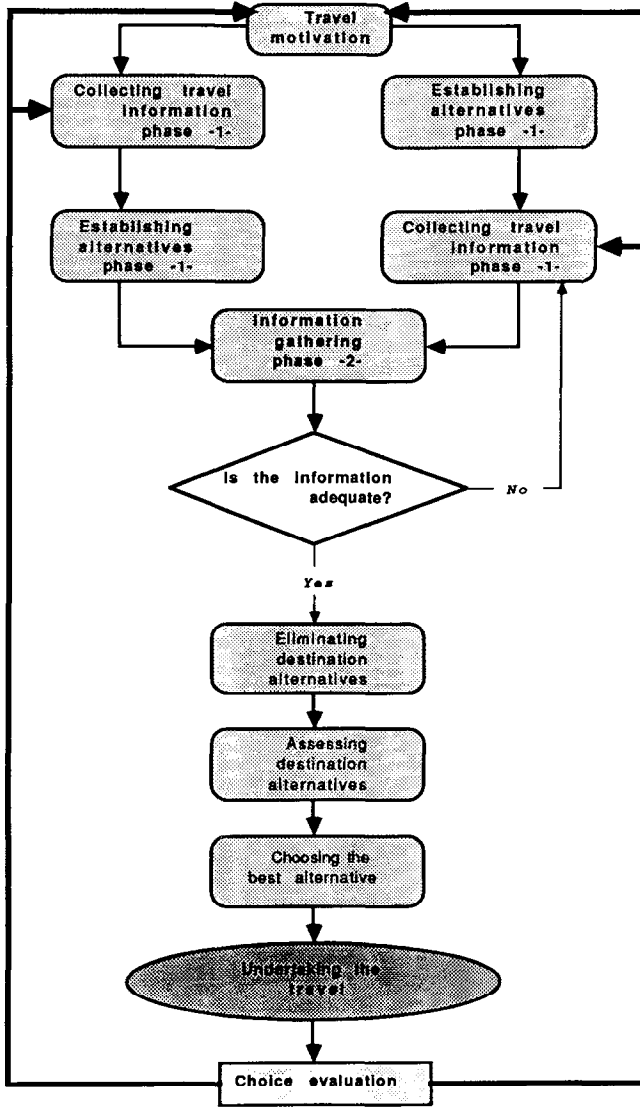 Travel
motivation
Collecting travel
information
phase -1-
Establishing
alternatives
phase -1-
Establishing
alternatives
phase -1-
Collecting travel
information
phase -1-
Information
gathering
phase -2-
Is the information
adequate?
No
Yes
Eliminating
destination
alternatives
Assessing
destination
alternatives
Choosing the
best alternative
Undertaking the
travel
Choice evaluation